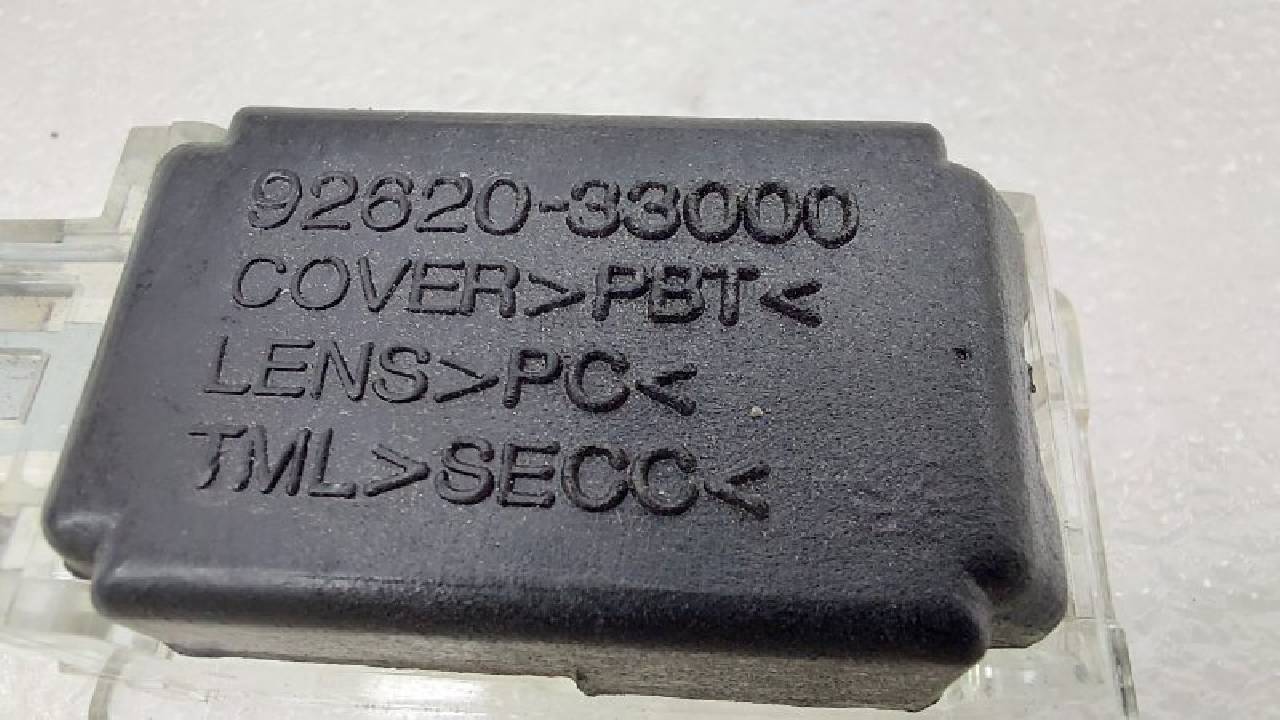 92620-33000
COVER>PBT<
LENS>PC<
TML>SECC<